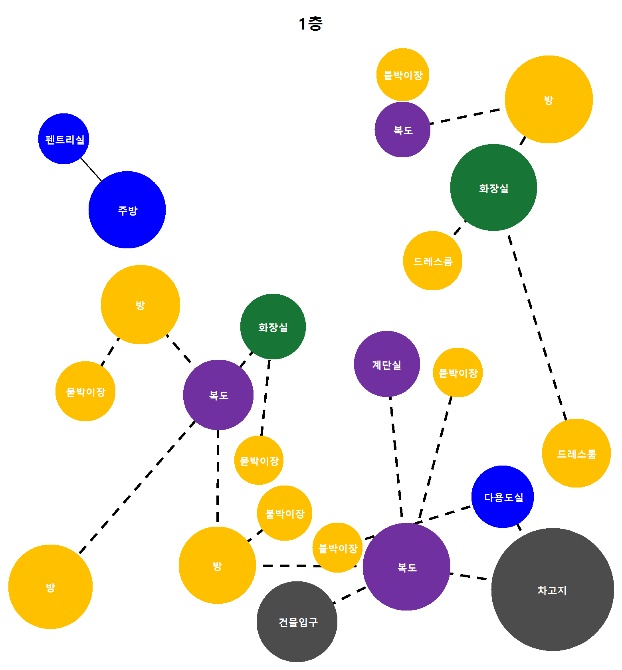 1층
붙박이장
방
복도
펜트리실
화장실
주방
드레스룸
방
화장실
계단실
붙박이장
붙박이장
복도
드레스룸
붙박이장
다용도실
붙박이장
붙박이장
방
복도
방
차고지
건물입구